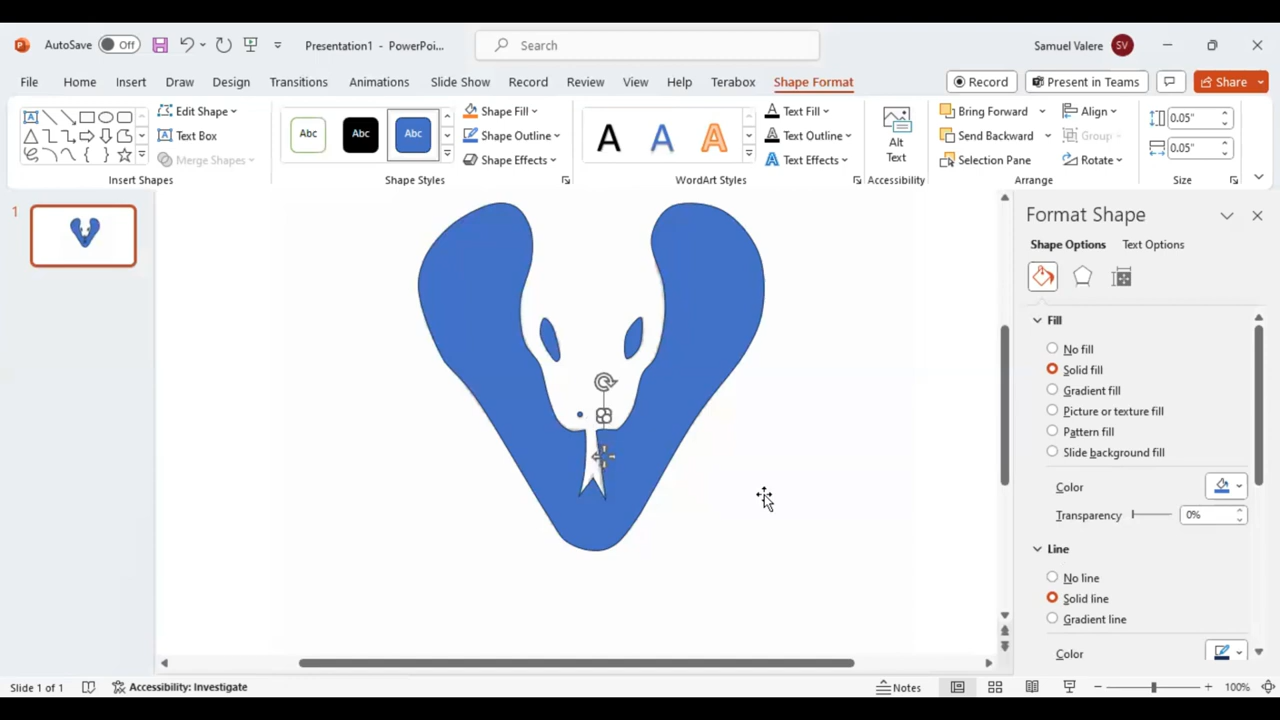 AutoSave Off Presentation1 - PowerPoi... Search Samuel Valere SV
File Home Insert Draw Design Transitions Animations Slide Show Record Review View Help Terabox Shape Format Record Present in Teams Share
Edit Shape
Text Box
Merge Shapes
Insert Shapes
Abc Abc Abc
Shape Fill
Shape Outline
Shape Effects
Shape Styles
A A A
Text Fill
Text Outline
Text Effects
WordArt Styles
Alt
Text
Accessibility
Bring Forward Align
Send Backward Group
Selection Pane Rotate
Arrange
0.05"
0.05"
Size
1
Format Shape
Shape Options Text Options
Fill
No fill
Solid fill
Gradient fill
Picture or texture fill
Pattern fill
Slide background fill
Color
Transparency 0%
Line
No line
Solid line
Gradient line
Color
Slide 1 of 1 Accessibility: Investigate Notes 100%